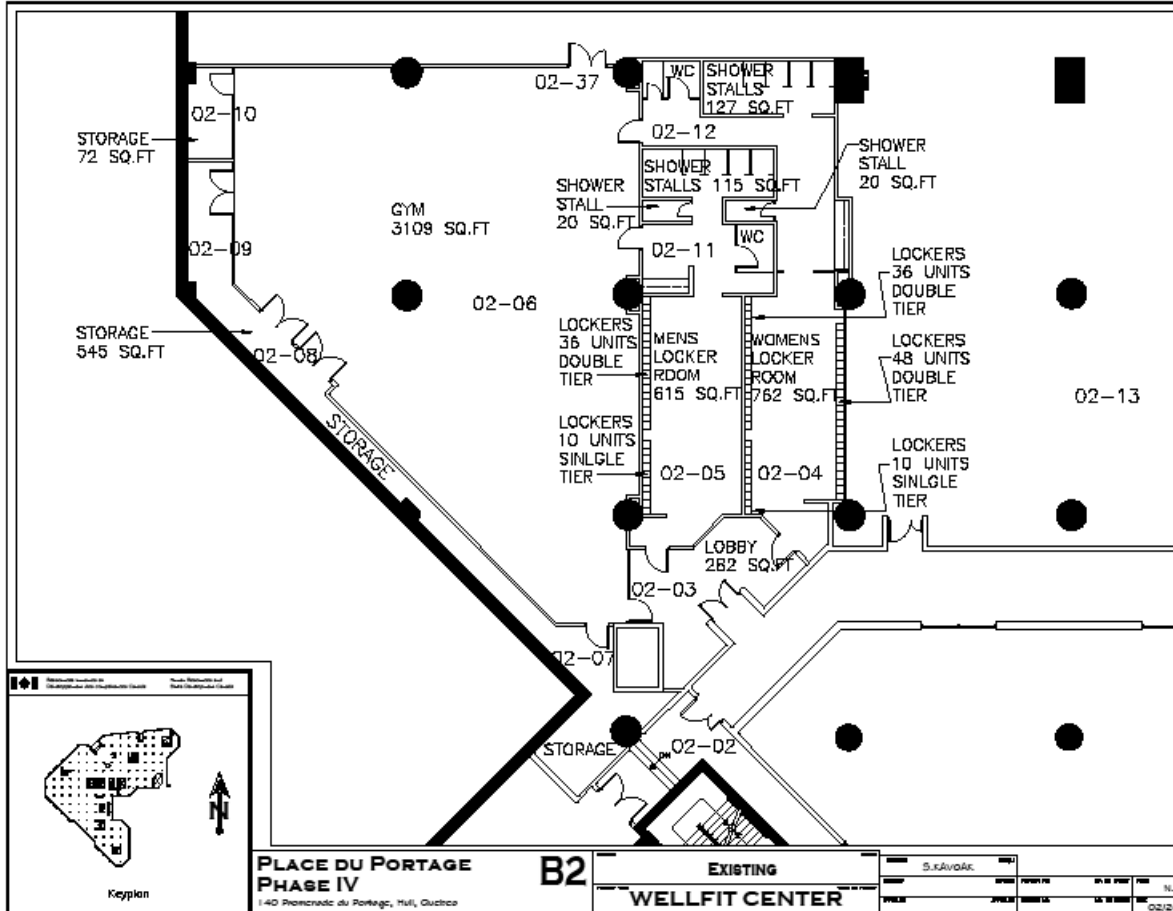 02-37
WC
SHOWER
STALLS
127 SQ.FT
02-10
02-12
STORAGE
72 SQ.FT
SHOWER
STALL
20 SQ.FT
SHOWER
STALLS 115 SQ.FT
SHOWER
STALL
20 SQ.FT
GYM
3109 SQ.FT
02-09
02-11
WC
LOCKERS
36 UNITS
DOUBLE
TIER
02-06
STORAGE
545 SQ.FT
02-08
LOCKERS
36 UNITS
DOUBLE
TIER
MENS
LOCKER
ROOM
615 SQ.FT
WOMENS
LOCKER
ROOM
762 SQ.FT
LOCKERS
48 UNITS
DOUBLE
TIER
02-13
STORAGE
LOCKERS
10 UNITS
SINLGLE
TIER
02-05
02-04
LOCKERS
10 UNITS
SINLGLE
TIER
LOBBY
262 SQ.FT
02-03
02-07
STORAGE
DN
02-02
N
Keyplan
PLACE DU PORTAGE
PHASE IV
140 Promenade du Portage, Hull, Quebec
B2
EXISTING
WELLFIT CENTER
S.KAVOAK